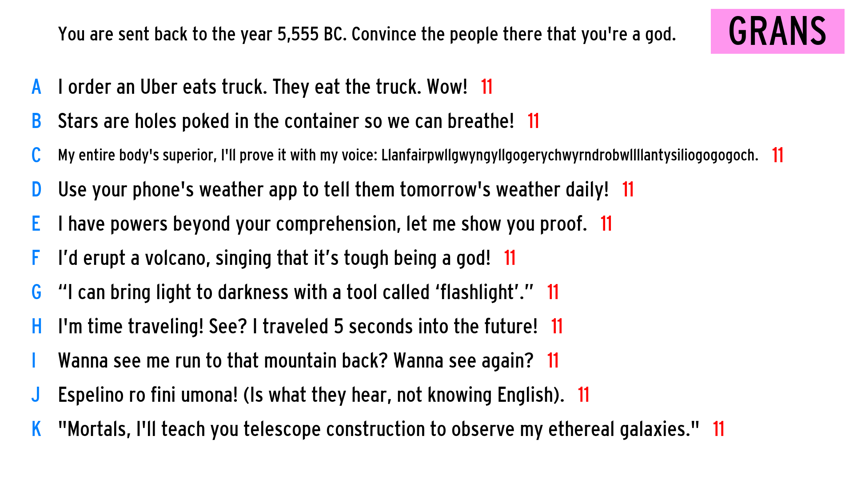 You are sent back to the year 5,555 BC. Convince the people there that you're a god.
GRANS
A I order an Uber eats truck. They eat the truck. Wow! 11
B Stars are holes poked in the container so we can breathe! 11
C My entire body's superior, I'll prove it with my voice: Llanfairpwllgwyngyllgogerychwyrndrobwllllantysiliogogogoch. 11
D Use your phone's weather app to tell them tomorrow's weather daily! 11
E I have powers beyond your comprehension, let me show you proof. 11
F I’d erupt a volcano, singing that it’s tough being a god! 11
G “I can bring light to darkness with a tool called ‘flashlight’.” 11
H I'm time traveling! See? I traveled 5 seconds into the future! 11
I Wanna see me run to that mountain back? Wanna see again? 11
J Espelino ro fini umona! (Is what they hear, not knowing English). 11
K "Mortals, I'll teach you telescope construction to observe my ethereal galaxies." 11